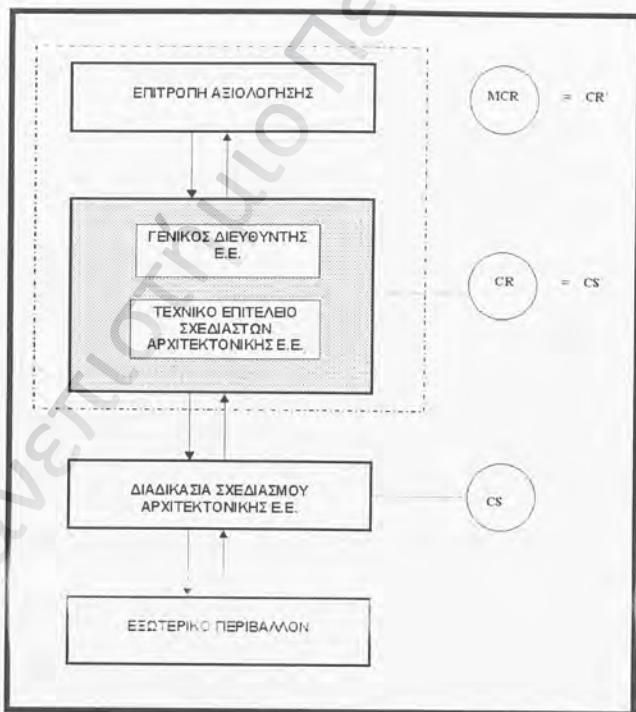 ΕΠΙΤΡΟΠΗ ΑΞΙΟΛΟΓΗΣΗΣ
MCR = CR'
ΓΕΝΙΚΟΣ ΔΙΕΥΘΥΝΤΗΣ
Ε.Ε.
CR = CS
ΤΕΧΝΙΚΟ ΕΠΙΤΕΛΕΙΟ
ΣΧΕΔΙΑΣΤΩΝ
ΑΡΧΙΤΕΚΤΟΝΙΚΗΣ Ε.Ε.
ΔΙΑΔΙΚΑΣΙΑ ΣΧΕΔΙΑΣΜΟΥ
ΑΡΧΙΤΕΚΤΟΝΙΚΗΣ Ε.Ε.
CS
ΕΞΩΤΕΡΙΚΟ ΠΕΡΙΒΑΛΛΟΝ